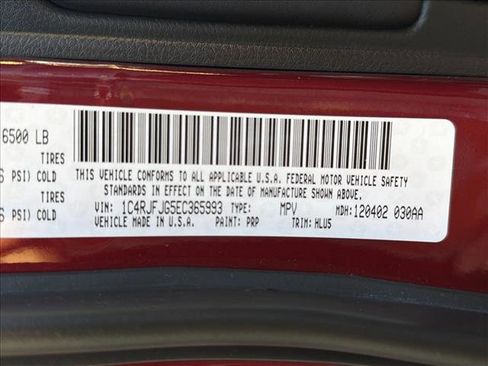 6500 LB
TIRES
PSI) COLD
TIRES
PSI) COLD
THIS VEHICLE CONFORMS TO ALL APPLICABLE U.S.A. FEDERAL MOTOR VEHICLE SAFETY
STANDARDS IN EFFECT ON THE DATE OF MANUFACTURE SHOWN ABOVE.
VIN: 1C4RJFJG5EC365993 TYPE: MPV MDH: 120402 030AA
VEHICLE MADE IN U.S.A. PAINT: PRP TRIM: HLU5